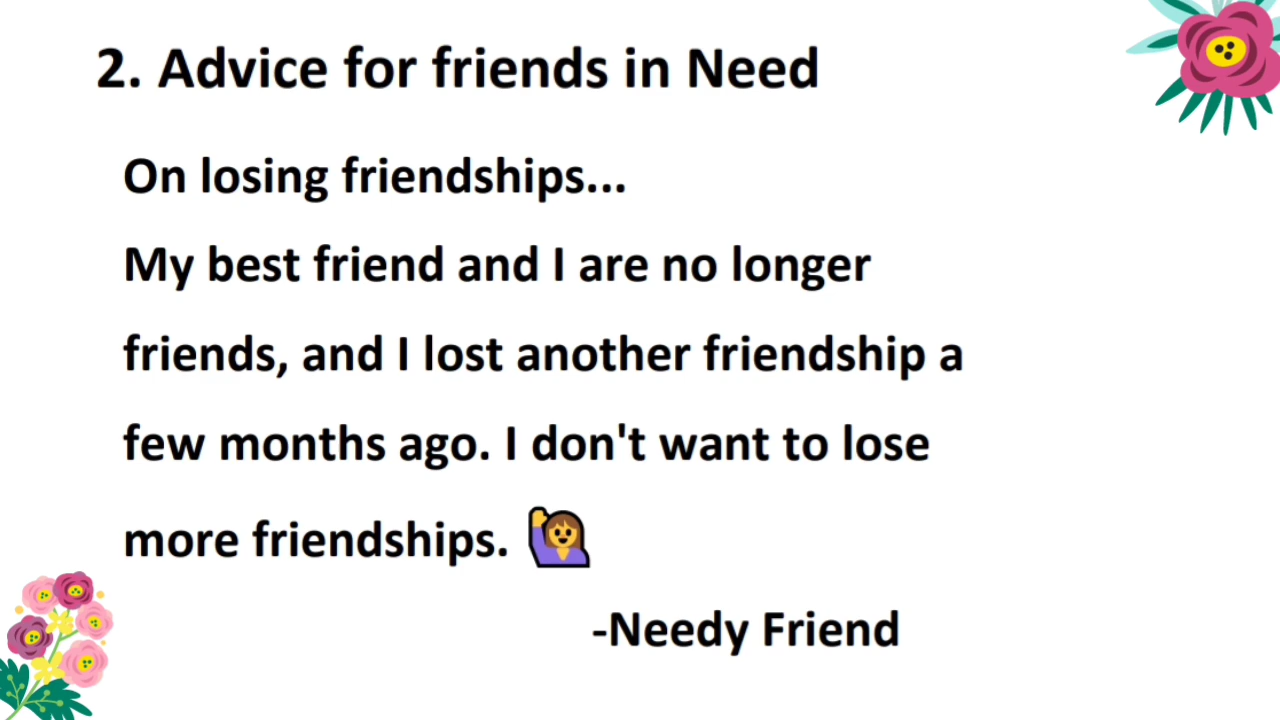 2. Advice for friends in Need
On losing friendships...
My best friend and I are no longer
friends, and I lost another friendship a
few months ago. I don't want to lose
more friendships. 🙋‍♀️
-Needy Friend